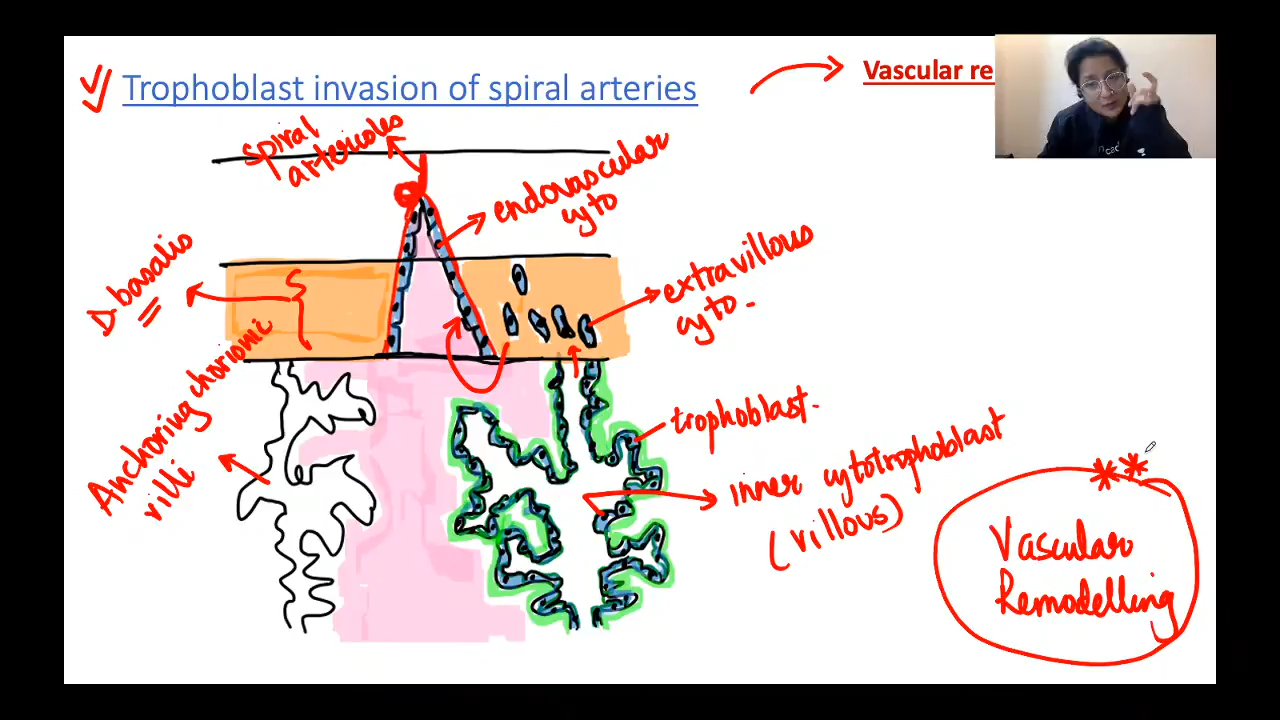 Trophoblast invasion of spiral arteries
Vascular re
spiral
arterioles
endovascular
cyto
D. basalis
extravillous
cyto.
Anchoring chorionic
villi
trophoblast.
inner cytotrophoblast
(villous)
**
Vascular
Remodelling